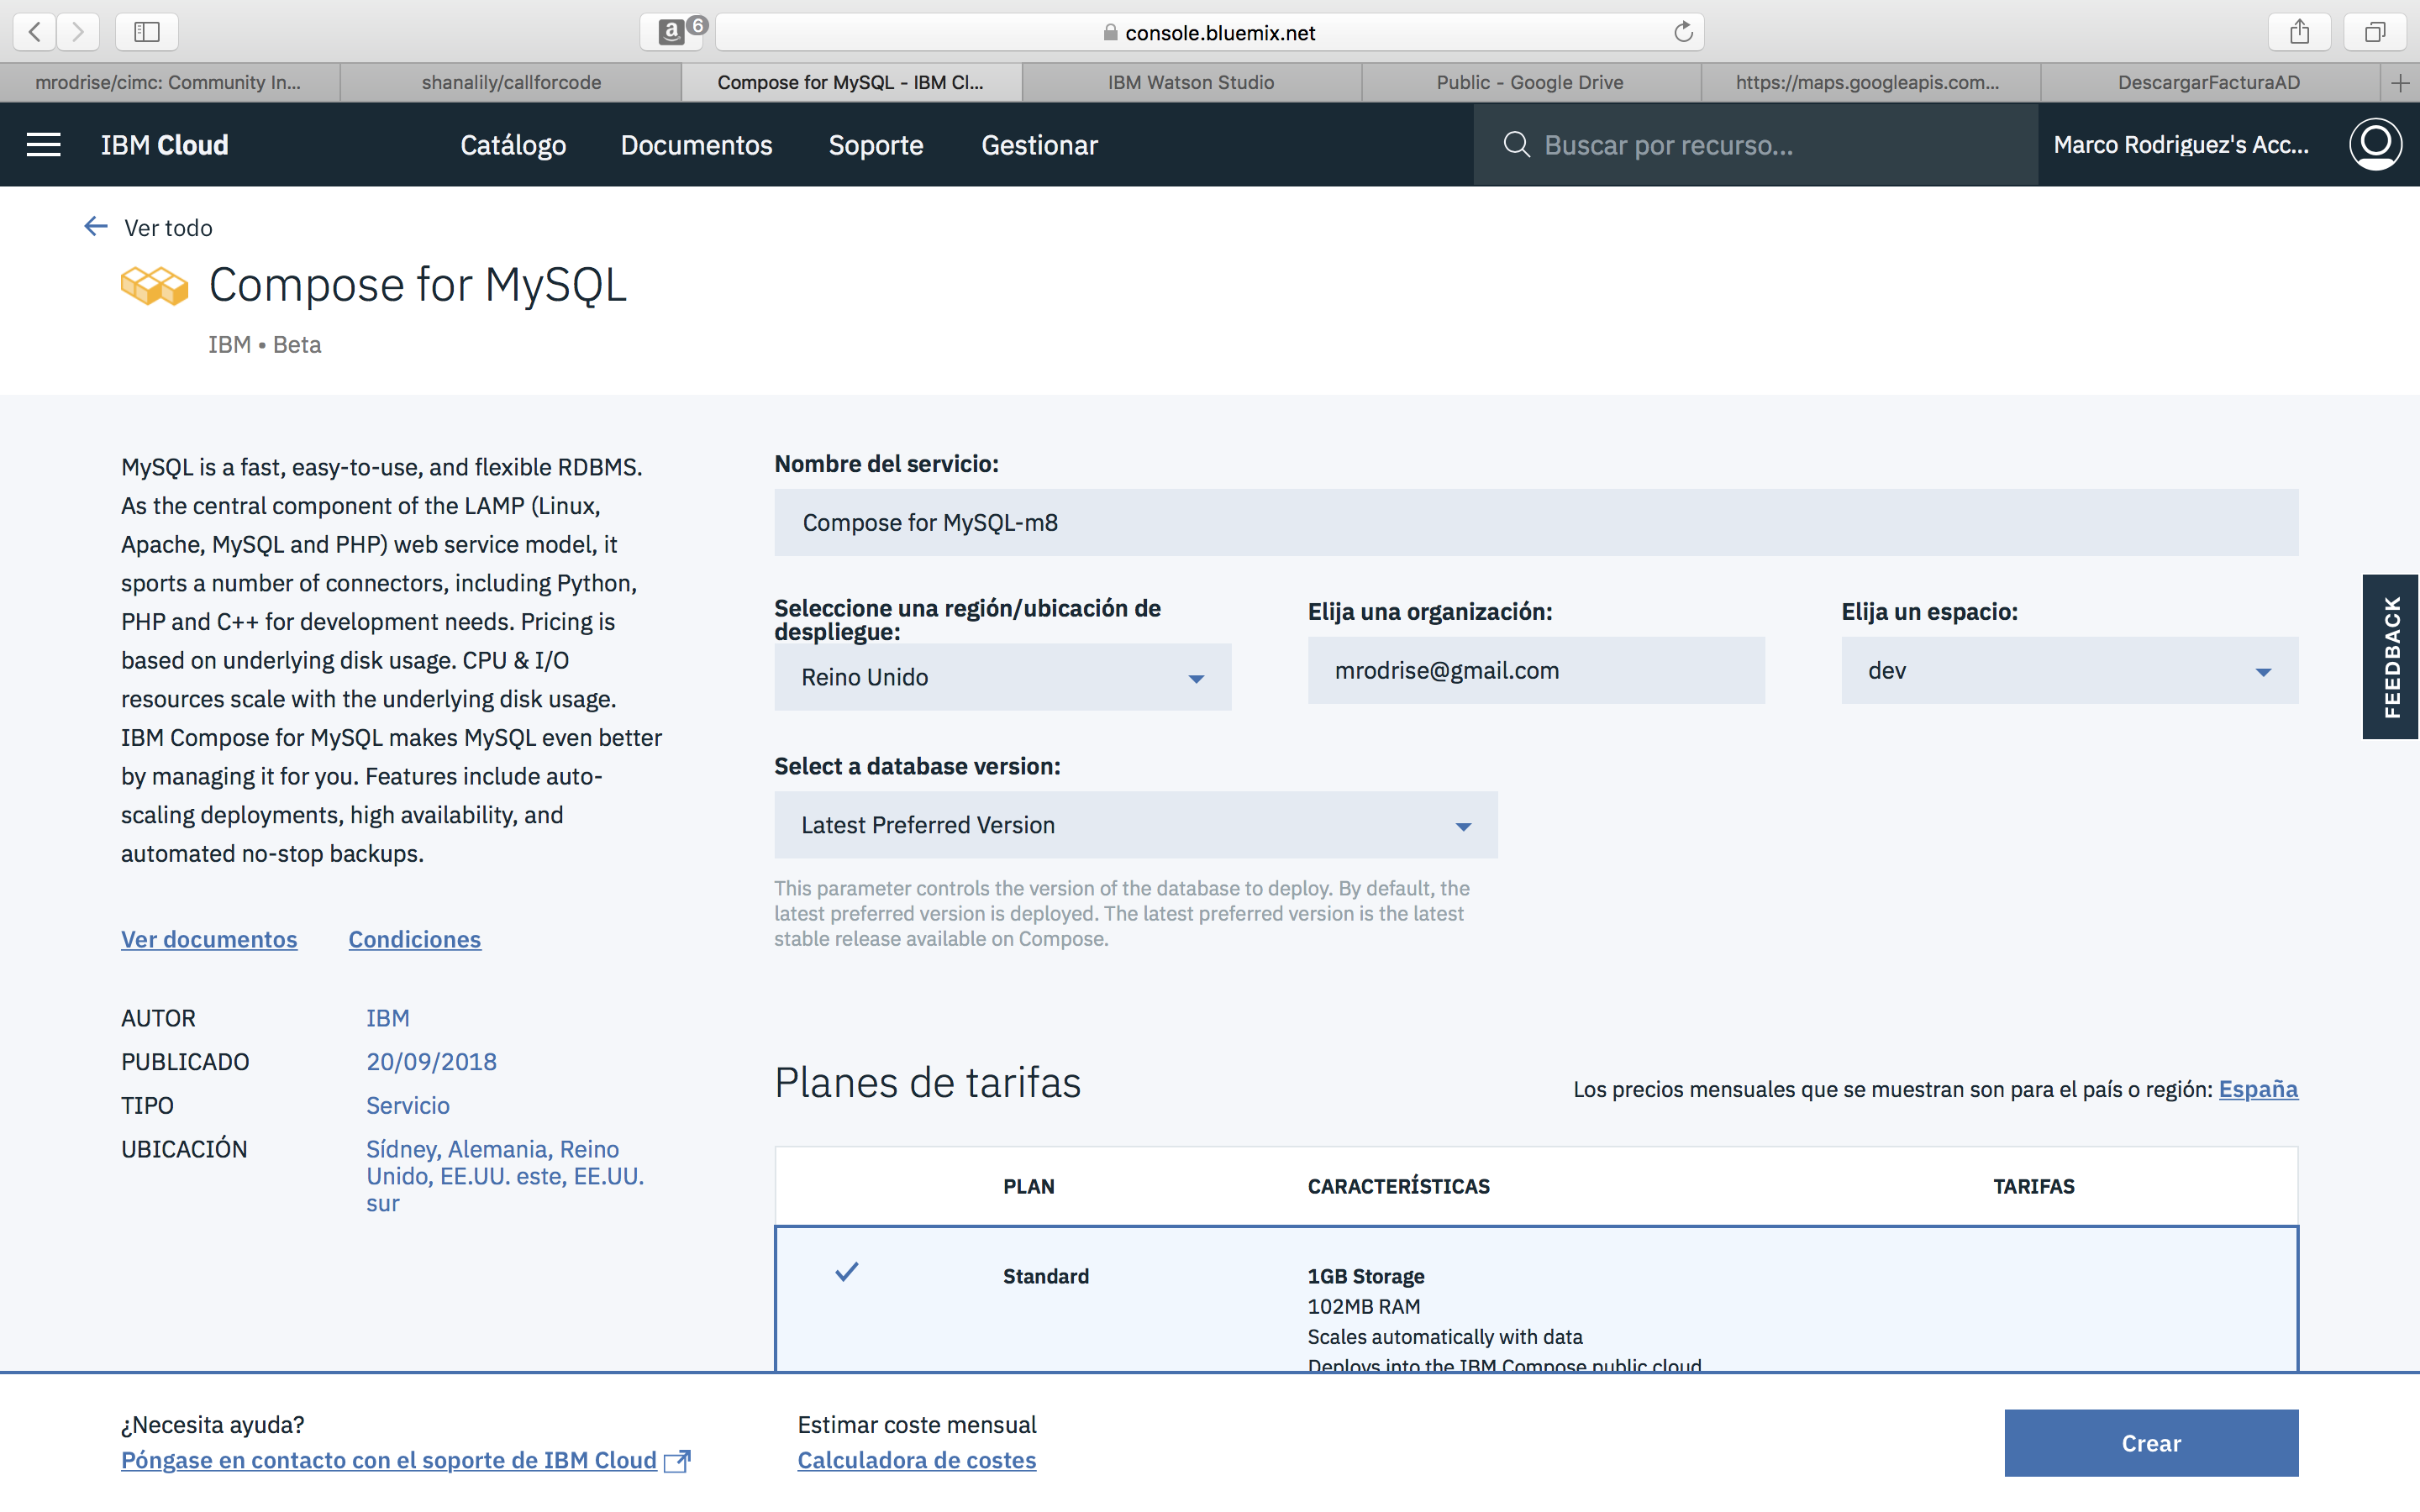 a 6
console.bluemix.net
mrodrise/cimc: Community In...
shanalily/callforcode
Compose for MySQL - IBM Cl...
IBM Watson Studio
Public - Google Drive
https://maps.googleapis.com...
DescargarFacturaAD
IBM Cloud
Catálogo
Documentos
Soporte
Gestionar
Buscar por recurso...
Marco Rodriguez's Acc...
Ver todo
Compose for MySQL
IBM • Beta
MySQL is a fast, easy-to-use, and flexible RDBMS.
As the central component of the LAMP (Linux,
Apache, MySQL and PHP) web service model, it
sports a number of connectors, including Python,
PHP and C++ for development needs. Pricing is
based on underlying disk usage. CPU & I/O
resources scale with the underlying disk usage.
IBM Compose for MySQL makes MySQL even better
by managing it for you. Features include auto-
scaling deployments, high availability, and
automated no-stop backups.
Ver documentos
Condiciones
AUTOR IBM
PUBLICADO 20/09/2018
TIPO Servicio
UBICACIÓN Sídney, Alemania, Reino
Unido, EE.UU. este, EE.UU.
sur
Nombre del servicio:
Compose for MySQL-m8
Seleccione una región/ubicación de
despliegue:
Reino Unido
Elija una organización:
mrodrise@gmail.com
Elija un espacio:
dev
Select a database version:
Latest Preferred Version
This parameter controls the version of the database to deploy. By default, the
latest preferred version is deployed. The latest preferred version is the latest
stable release available on Compose.
FEEDBACK
Planes de tarifas
Los precios mensuales que se muestran son para el país o región: España
PLAN CARACTERÍSTICAS TARIFAS
Standard
1GB Storage
102MB RAM
Scales automatically with data
Deploys into the IBM Compose public cloud
¿Necesita ayuda?
Póngase en contacto con el soporte de IBM Cloud
Estimar coste mensual
Calculadora de costes
Crear